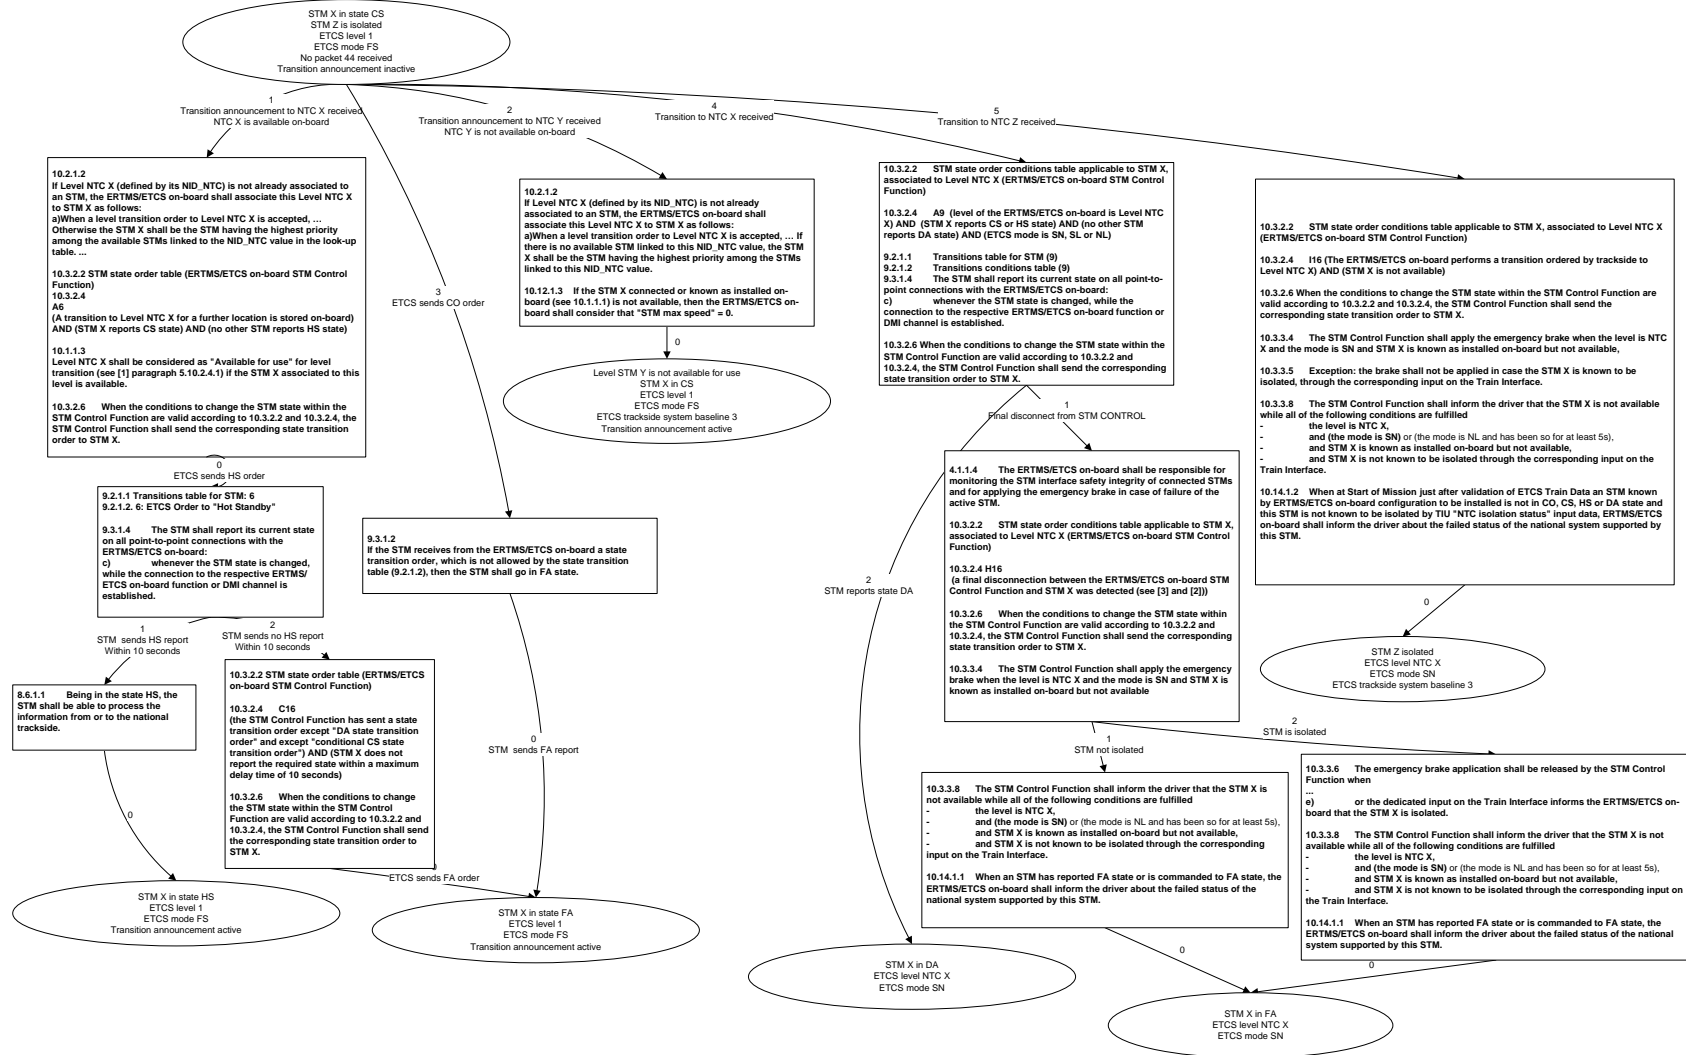 STM X in state CS
STM Z is isolated
ETCS level 1
ETCS mode FS
No packet 44 received
Transition announcement inactive
1
Transition announcement to NTC X received
NTC X is available on-board
2
Transition announcement to NTC Y received
NTC Y is not available on-board
4
Transition to NTC X received
5
Transition to NTC Z received
10.2.1.2
If Level NTC X (defined by its NID_NTC) is not already associated to
an STM, the ERTMS/ETCS on-board shall associate this Level NTC X
to STM X as follows:
a)When a level transition order to Level NTC X is accepted, ...
Otherwise the STM X shall be the STM having the highest priority
among the available STMs linked to the NID_NTC value in the look-up
table. ...
10.3.2.2 STM state order table (ERTMS/ETCS on-board STM Control
Function)
10.3.2.4
A6
(A transition to Level NTC X for a further location is stored on-board)
AND (STM X reports CS state) AND (no other STM reports HS state)
10.1.1.3
Level NTC X shall be considered as "Available for use" for level
transition (see [1] paragraph 5.10.2.4.1) if the STM X associated to this
level is available.
10.3.2.6 When the conditions to change the STM state within the
STM Control Function are valid according to 10.3.2.2 and 10.3.2.4, the
STM Control Function shall send the corresponding state transition
order to STM X.
0
ETCS sends HS order
9.2.1.1 Transitions table for STM: 6
9.2.1.2. 6: ETCS Order to "Hot Standby"
9.3.1.4 The STM shall report its current state
on all point-to-point connections with the
ERTMS/ETCS on-board:
c) whenever the STM state is changed,
while the connection to the respective ERTMS/
ETCS on-board function or DMI channel is
established.
1
STM sends HS report
Within 10 seconds
2
STM sends no HS report
Within 10 seconds
8.6.1.1 Being in the state HS, the
STM shall be able to process the
information from or to the national
trackside.
0
STM X in state HS
ETCS level 1
ETCS mode FS
Transition announcement active
10.3.2.2 STM state order table (ERTMS/ETCS
on-board STM Control Function)
10.3.2.4 C16
(the STM Control Function has sent a state
transition order except "DA state transition
order" and except "conditional CS state
transition order") AND (STM X does not
report the required state within a maximum
delay time of 10 seconds)
10.3.2.6 When the conditions to change
the STM state within the STM Control
Function are valid according to 10.3.2.2 and
10.3.2.4, the STM Control Function shall send
the corresponding state transition order to
STM X.
ETCS sends FA order
3
ETCS sends CO order
9.3.1.2
If the STM receives from the ERTMS/ETCS on-board a state
transition order, which is not allowed by the state transition
table (9.2.1.2), then the STM shall go in FA state.
0
STM sends FA report
STM X in state FA
ETCS level 1
ETCS mode FS
Transition announcement active
10.2.1.2
If Level NTC X (defined by its NID_NTC) is not already
associated to an STM, the ERTMS/ETCS on-board shall
associate this Level NTC X to STM X as follows:
a)When a level transition order to Level NTC X is accepted, ... If
there is no available STM linked to this NID_NTC value, the STM
X shall be the STM having the highest priority among the STMs
linked to this NID_NTC value.
10.12.1.3 If the STM X connected or known as installed on-
board (see 10.1.1.1) is not available, then the ERTMS/ETCS on-
board shall consider that "STM max speed" = 0.
0
Level STM Y is not available for use
STM X in CS
ETCS level 1
ETCS mode FS
ETCS trackside system baseline 3
Transition announcement active
10.3.2.2 STM state order conditions table applicable to STM X,
associated to Level NTC X (ERTMS/ETCS on-board STM Control
Function)
10.3.2.4 A9 (level of the ERTMS/ETCS on-board is Level NTC
X) AND (STM X reports CS or HS state) AND (no other STM
reports DA state) AND (ETCS mode is SN, SL or NL)
9.2.1.1 Transitions table for STM (9)
9.2.1.2 Transitions conditions table (9)
9.3.1.4 The STM shall report its current state on all point-to-
point connections with the ERTMS/ETCS on-board:
c) whenever the STM state is changed, while the
connection to the respective ERTMS/ETCS on-board function or
DMI channel is established.
10.3.2.6 When the conditions to change the STM state within the
STM Control Function are valid according to 10.3.2.2 and
10.3.2.4, the STM Control Function shall send the corresponding
state transition order to STM X.
1
Final disconnect from STM CONTROL
2
STM reports state DA
4.1.1.4 The ERTMS/ETCS on-board shall be responsible for
monitoring the STM interface safety integrity of connected STMs
and for applying the emergency brake in case of failure of the
active STM.
10.3.2.2 STM state order conditions table applicable to STM X,
associated to Level NTC X (ERTMS/ETCS on-board STM Control
Function)
10.3.2.4 H16
(a final disconnection between the ERTMS/ETCS on-board STM
Control Function and STM X was detected (see [3] and [2]))
10.3.2.6 When the conditions to change the STM state within
the STM Control Function are valid according to 10.3.2.2 and
10.3.2.4, the STM Control Function shall send the corresponding
state transition order to STM X.
10.3.3.4 The STM Control Function shall apply the emergency
brake when the level is NTC X and the mode is SN and STM X is
known as installed on-board but not available
1
STM not isolated
2
STM is isolated
10.3.3.8 The STM Control Function shall inform the driver that the STM X is
not available while all of the following conditions are fulfilled
- the level is NTC X,
- and (the mode is SN) or (the mode is NL and has been so for at least 5s),
- and STM X is known as installed on-board but not available,
- and STM X is not known to be isolated through the corresponding
input on the Train Interface.
10.14.1.1 When an STM has reported FA state or is commanded to FA state, the
ERTMS/ETCS on-board shall inform the driver about the failed status of the
national system supported by this STM.
0
STM X in DA
ETCS level NTC X
ETCS mode SN
10.3.3.6 The emergency brake application shall be released by the STM Control
Function when
...
e) or the dedicated input on the Train Interface informs the ERTMS/ETCS on-
board that the STM X is isolated.
10.3.3.8 The STM Control Function shall inform the driver that the STM X is not
available while all of the following conditions are fulfilled
- the level is NTC X,
- and (the mode is SN) or (the mode is NL and has been so for at least 5s),
- and STM X is known as installed on-board but not available,
- and STM X is not known to be isolated through the corresponding input on
the Train Interface.
10.14.1.1 When an STM has reported FA state or is commanded to FA state, the
ERTMS/ETCS on-board shall inform the driver about the failed status of the national
system supported by this STM.
0
STM X in FA
ETCS level NTC X
ETCS mode SN
10.3.2.2 STM state order conditions table applicable to STM X, associated to Level NTC X
(ERTMS/ETCS on-board STM Control Function)
10.3.2.4 I16 (The ERTMS/ETCS on-board performs a transition ordered by trackside to
Level NTC X) AND (STM X is not available)
10.3.2.6 When the conditions to change the STM state within the STM Control Function are
valid according to 10.3.2.2 and 10.3.2.4, the STM Control Function shall send the
corresponding state transition order to STM X.
10.3.3.4 The STM Control Function shall apply the emergency brake when the level is NTC
X and the mode is SN and STM X is known as installed on-board but not available,
10.3.3.5 Exception: the brake shall not be applied in case the STM X is known to be
isolated, through the corresponding input on the Train Interface.
10.3.3.8 The STM Control Function shall inform the driver that the STM X is not available
while all of the following conditions are fulfilled
- the level is NTC X,
- and (the mode is SN) or (the mode is NL and has been so for at least 5s),
- and STM X is known as installed on-board but not available,
- and STM X is not known to be isolated through the corresponding input on the
Train Interface.
10.14.1.2 When at Start of Mission just after validation of ETCS Train Data an STM known
by ERTMS/ETCS on-board configuration to be installed is not in CO, CS, HS or DA state and
this STM is not known to be isolated by TIU "NTC isolation status" input data, ERTMS/ETCS
on-board shall inform the driver about the failed status of the national system supported by
this STM.
0
STM Z isolated
ETCS level NTC X
ETCS mode SN
ETCS trackside system baseline 3